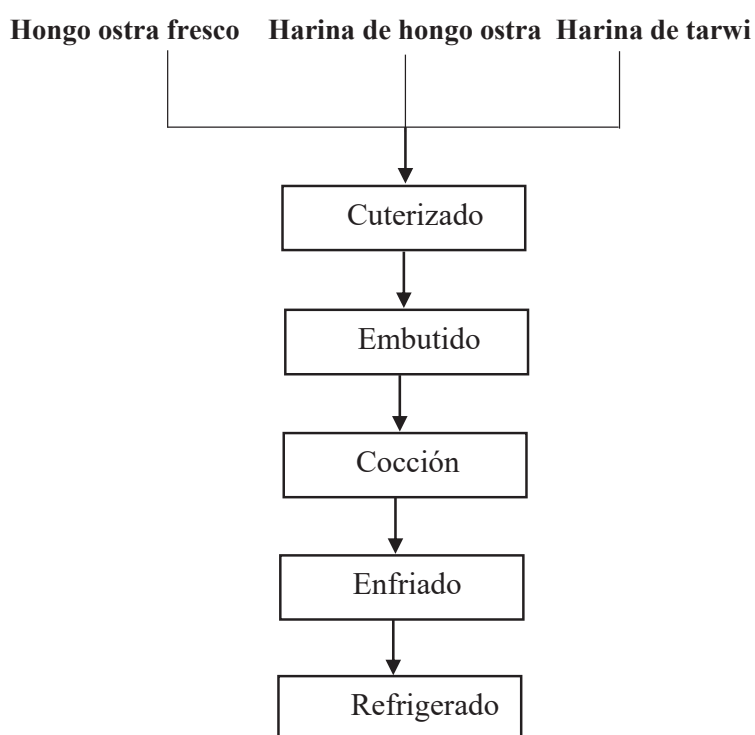 Hongo ostra fresco Harina de hongo ostra Harina de tarwi
Cuterizado
Embutido
Cocción
Enfriado
Refrigerado